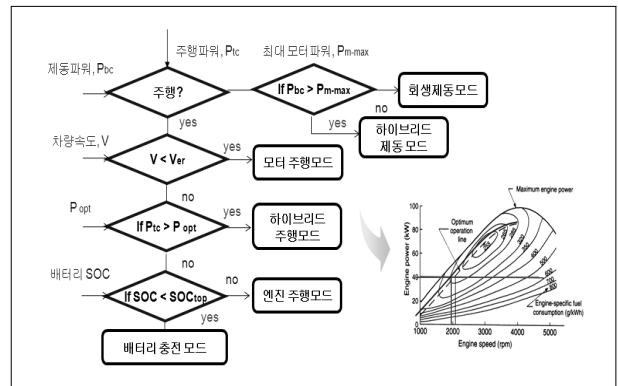 주행파워, Ptc
최대 모터파워, Pm-max
제동파워, Pbc
주행?
If Pbc > Pm-max
회생제동모드
no
yes
yes
하이브리드
제동 모드
차량속도, V
V < Ver
yes
모터 주행모드
no
P opt
If Ptc > P opt
yes
하이브리드
주행모드
no
배터리 SOC
no
If SOC < SOCtop
엔진 주행모드
yes
배터리 충전 모드
Maximum engine power
Optimum
operation
line
Engine power (kW)
100
80
60
40
20
0
1000
2000
3000
4000
5000
Engine speed (rpm)
Engine-specific fuel
consumption (g/kWh)